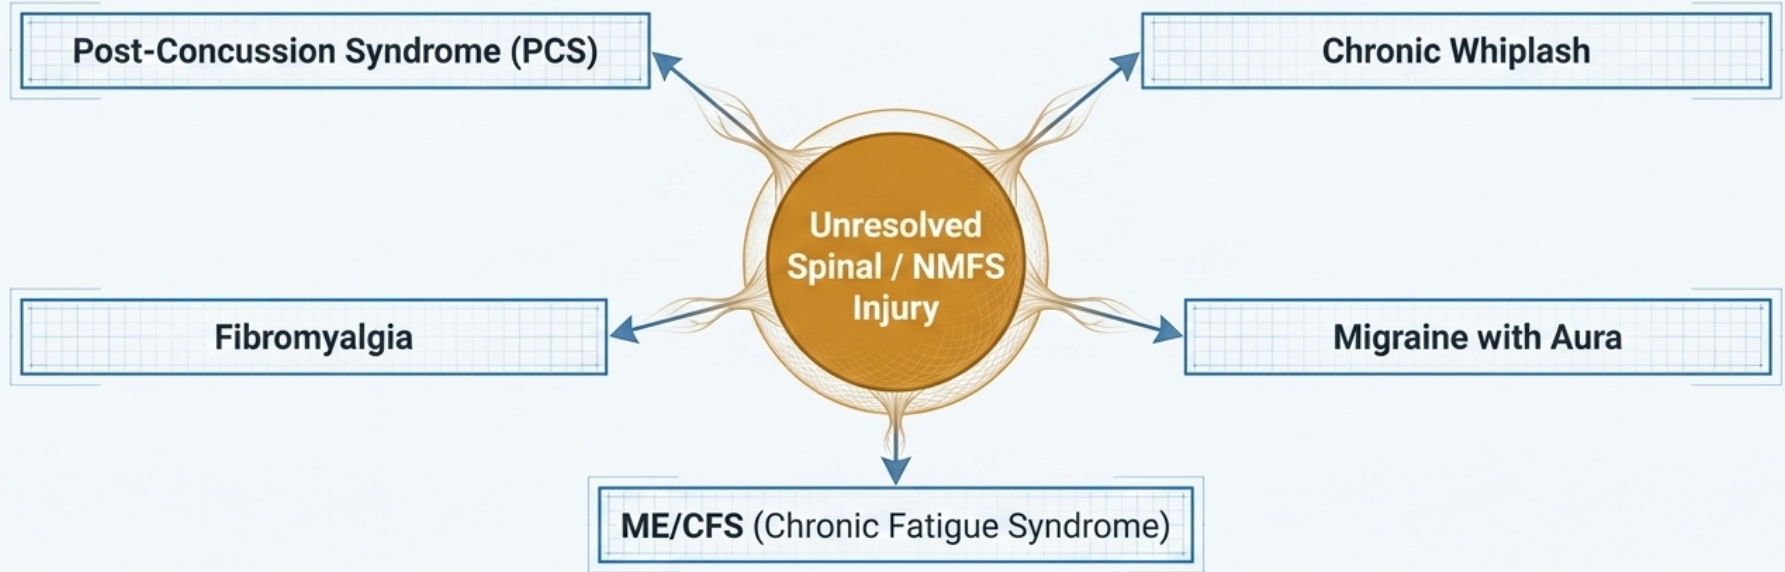 Post-Concussion Syndrome (PCS)
Chronic Whiplash
Unresolved
Spinal / NMFS
Injury
Fibromyalgia
Migraine with Aura
ME/CFS (Chronic Fatigue Syndrome)